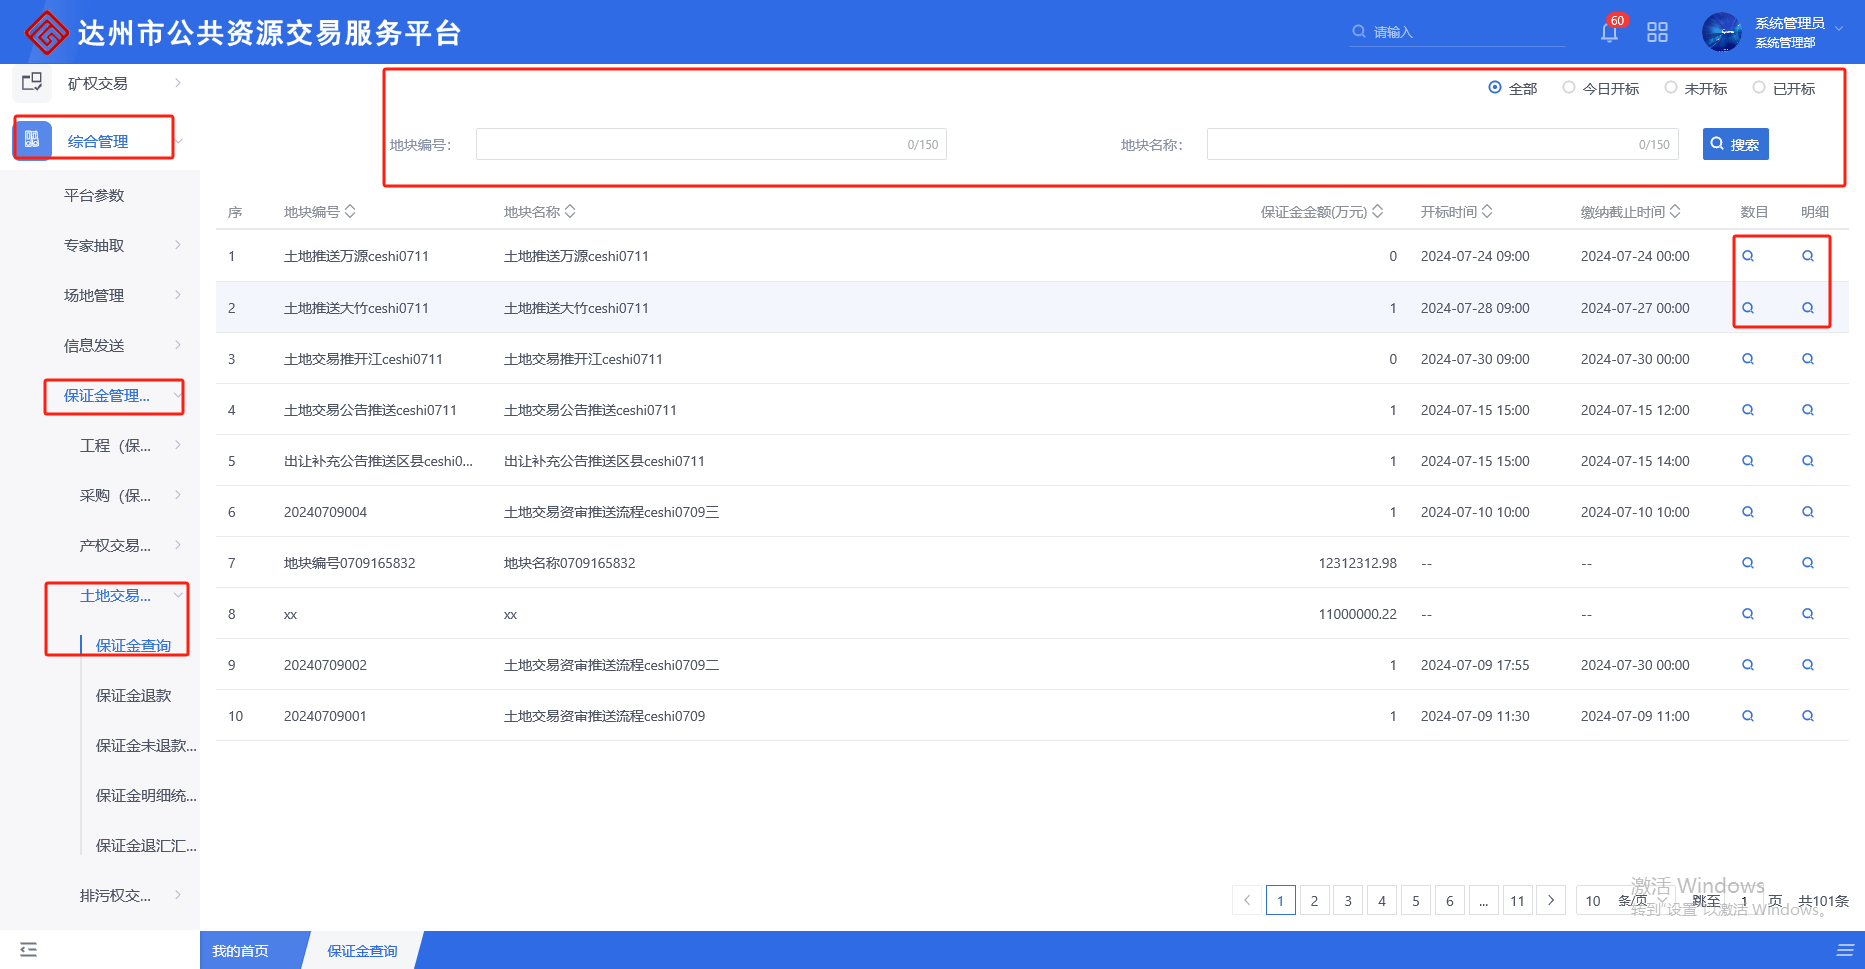 达州市公共资源交易服务平台
请输入
60
系统管理员
系统管理部
矿权交易
综合管理
平台参数
专家抽取
场地管理
信息发送
保证金管理...
工程（保...
采购（保...
产权交易...
土地交易...
保证金查询
保证金退款
保证金未退款...
保证金明细统...
保证金退汇汇...
排污权交...
全部 今日开标 未开标 已开标
地块编号： 0/150 地块名称： 0/150 搜索
序 地块编号 地块名称 保证金金额(万元) 开标时间 缴纳截止时间 数目 明细
1 土地推送万源ceshi0711 土地推送万源ceshi0711 0 2024-07-24 09:00 2024-07-24 00:00
2 土地推送大竹ceshi0711 土地推送大竹ceshi0711 1 2024-07-28 09:00 2024-07-27 00:00
3 土地交易推开江ceshi0711 土地交易推开江ceshi0711 0 2024-07-30 09:00 2024-07-30 00:00
4 土地交易公告推送ceshi0711 土地交易公告推送ceshi0711 1 2024-07-15 15:00 2024-07-15 12:00
5 出让补充公告推送区县ceshi0... 出让补充公告推送区县ceshi0711 1 2024-07-15 15:00 2024-07-15 14:00
6 20240709004 土地交易资审推送流程ceshi0709三 1 2024-07-10 10:00 2024-07-10 10:00
7 地块编号0709165832 地块名称0709165832 12312312.98 -- --
8 xx xx 11000000.22 -- --
9 20240709002 土地交易资审推送流程ceshi0709二 1 2024-07-09 17:55 2024-07-30 00:00
10 20240709001 土地交易资审推送流程ceshi0709 1 2024-07-09 11:30 2024-07-09 11:00
1 2 3 4 5 6 ... 11 10 条/页 跳至 1 页 共101条
激活 Windows
转到"设置"以激活 Windows。
我的首页 保证金查询